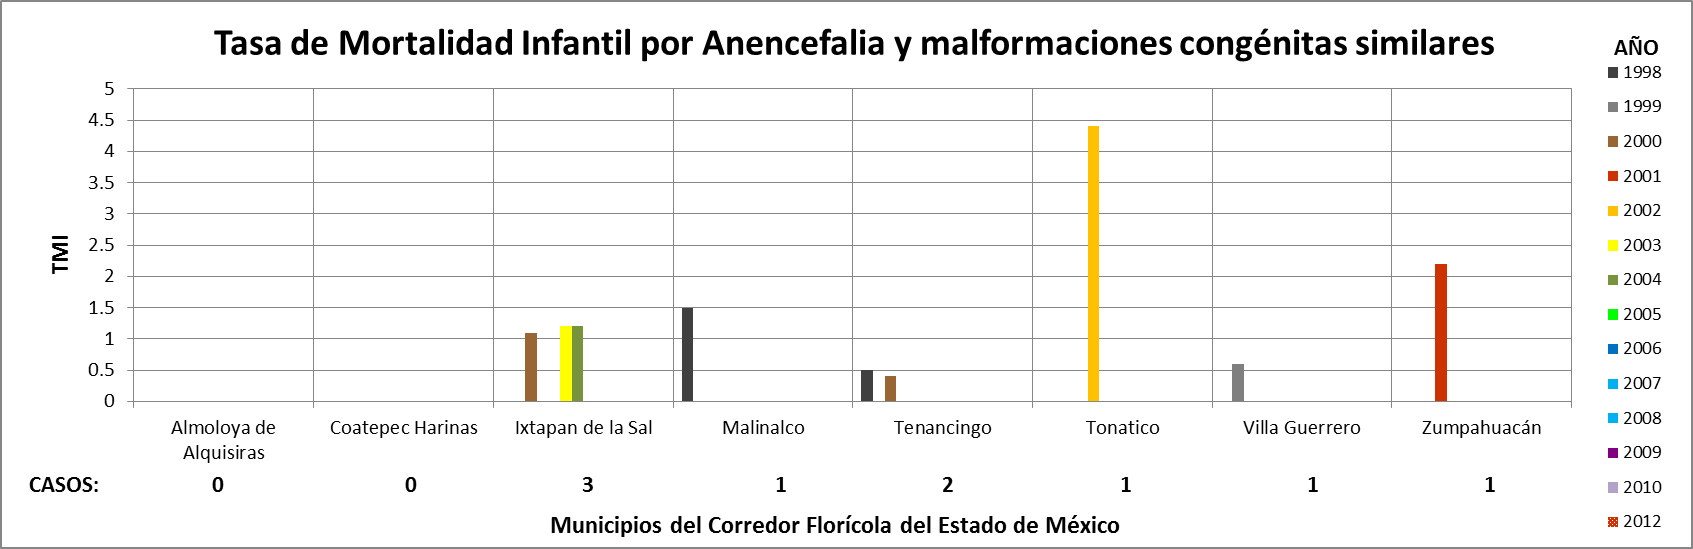 Tasa de Mortalidad Infantil por Anencefalia y malformaciones congénitas similares
AÑO
1998
1999
2000
2001
2002
2003
2004
2005
2006
2007
2008
2009
2010
2012
TMI
5
4.5
4
3.5
3
2.5
2
1.5
1
0.5
0
Almoloya de
Alquisiras
Coatepec Harinas
Ixtapan de la Sal
Malinalco
Tenancingo
Tonatico
Villa Guerrero
Zumpahuacán
CASOS: 0 0 3 1 2 1 1 1
Municipios del Corredor Florícola del Estado de México